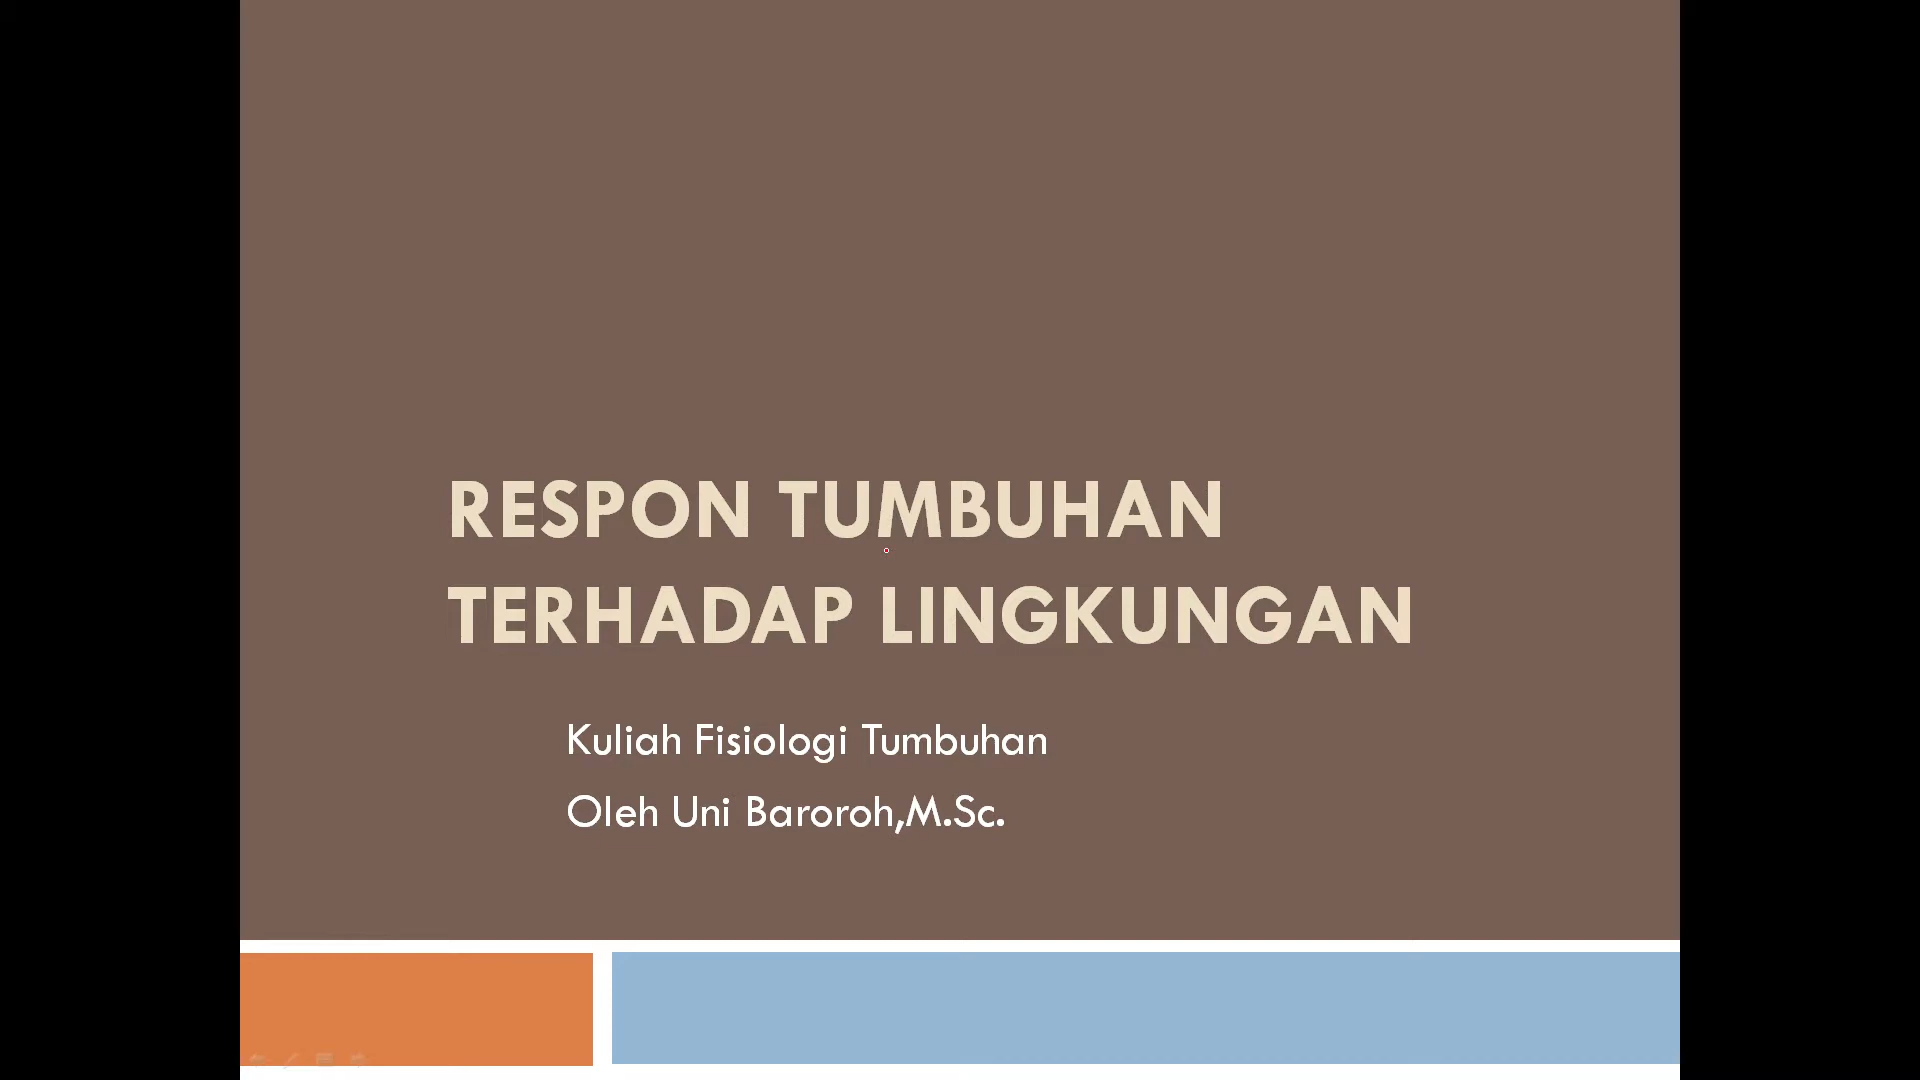 RESPON TUMBUHAN
TERHADAP LINGKUNGAN
Kuliah Fisiologi Tumbuhan
Oleh Uni Baroroh,M.Sc.